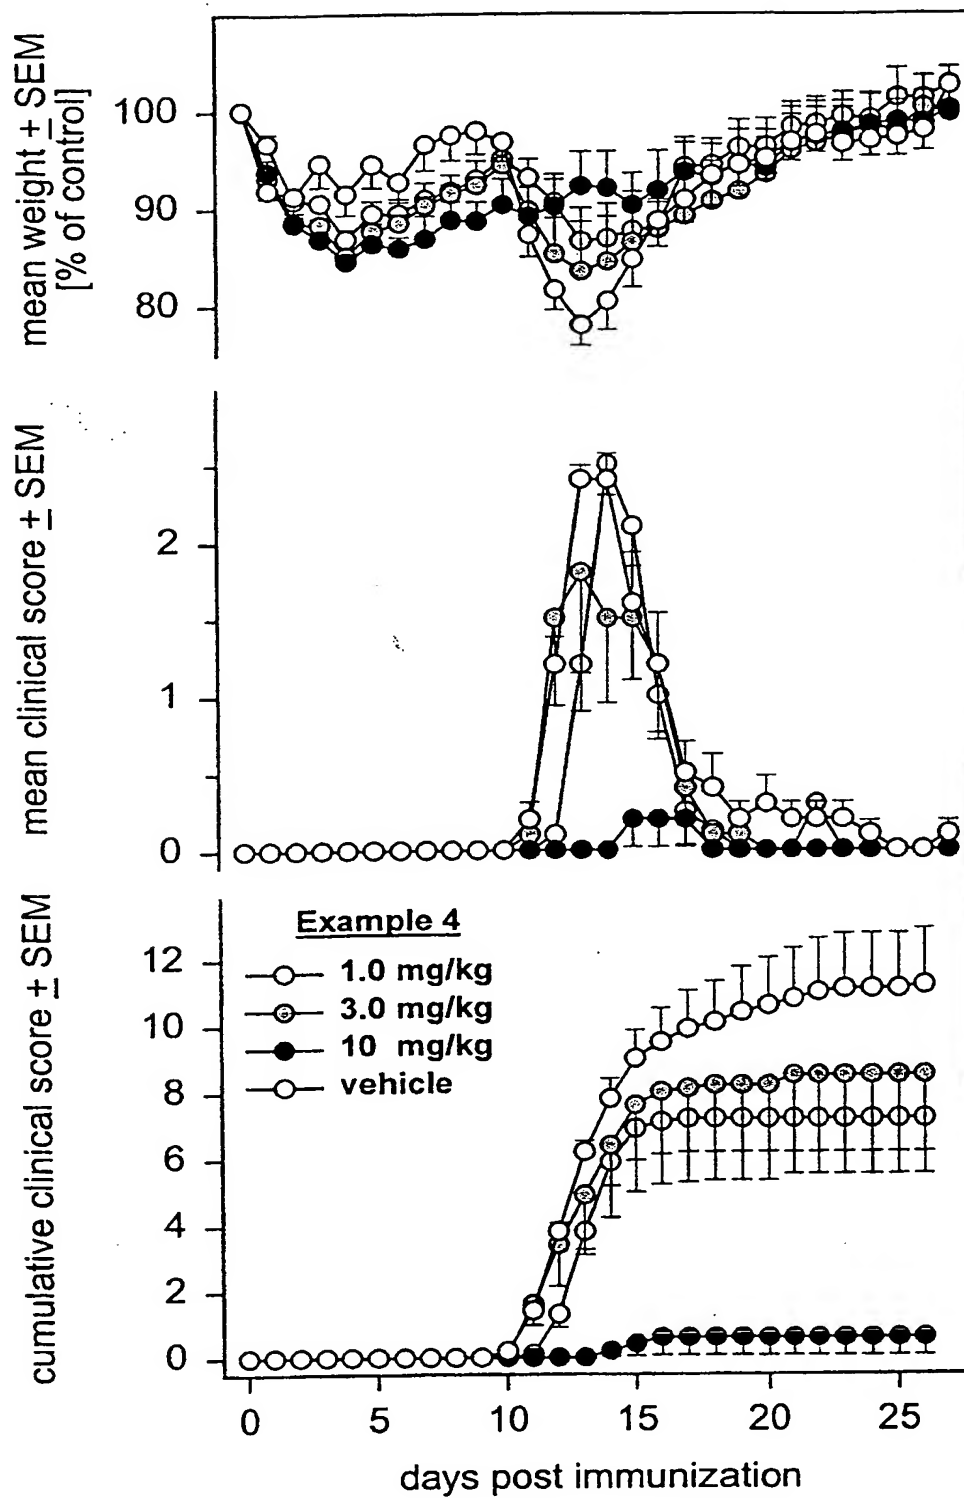 mean weight ± SEM
[% of control]
100
90
80
mean clinical score ± SEM
2
1
0
cumulative clinical score ± SEM
12
10
8
6
4
2
0
Example 4
1.0 mg/kg
3.0 mg/kg
10 mg/kg
vehicle
0 5 10 15 20 25
days post immunization